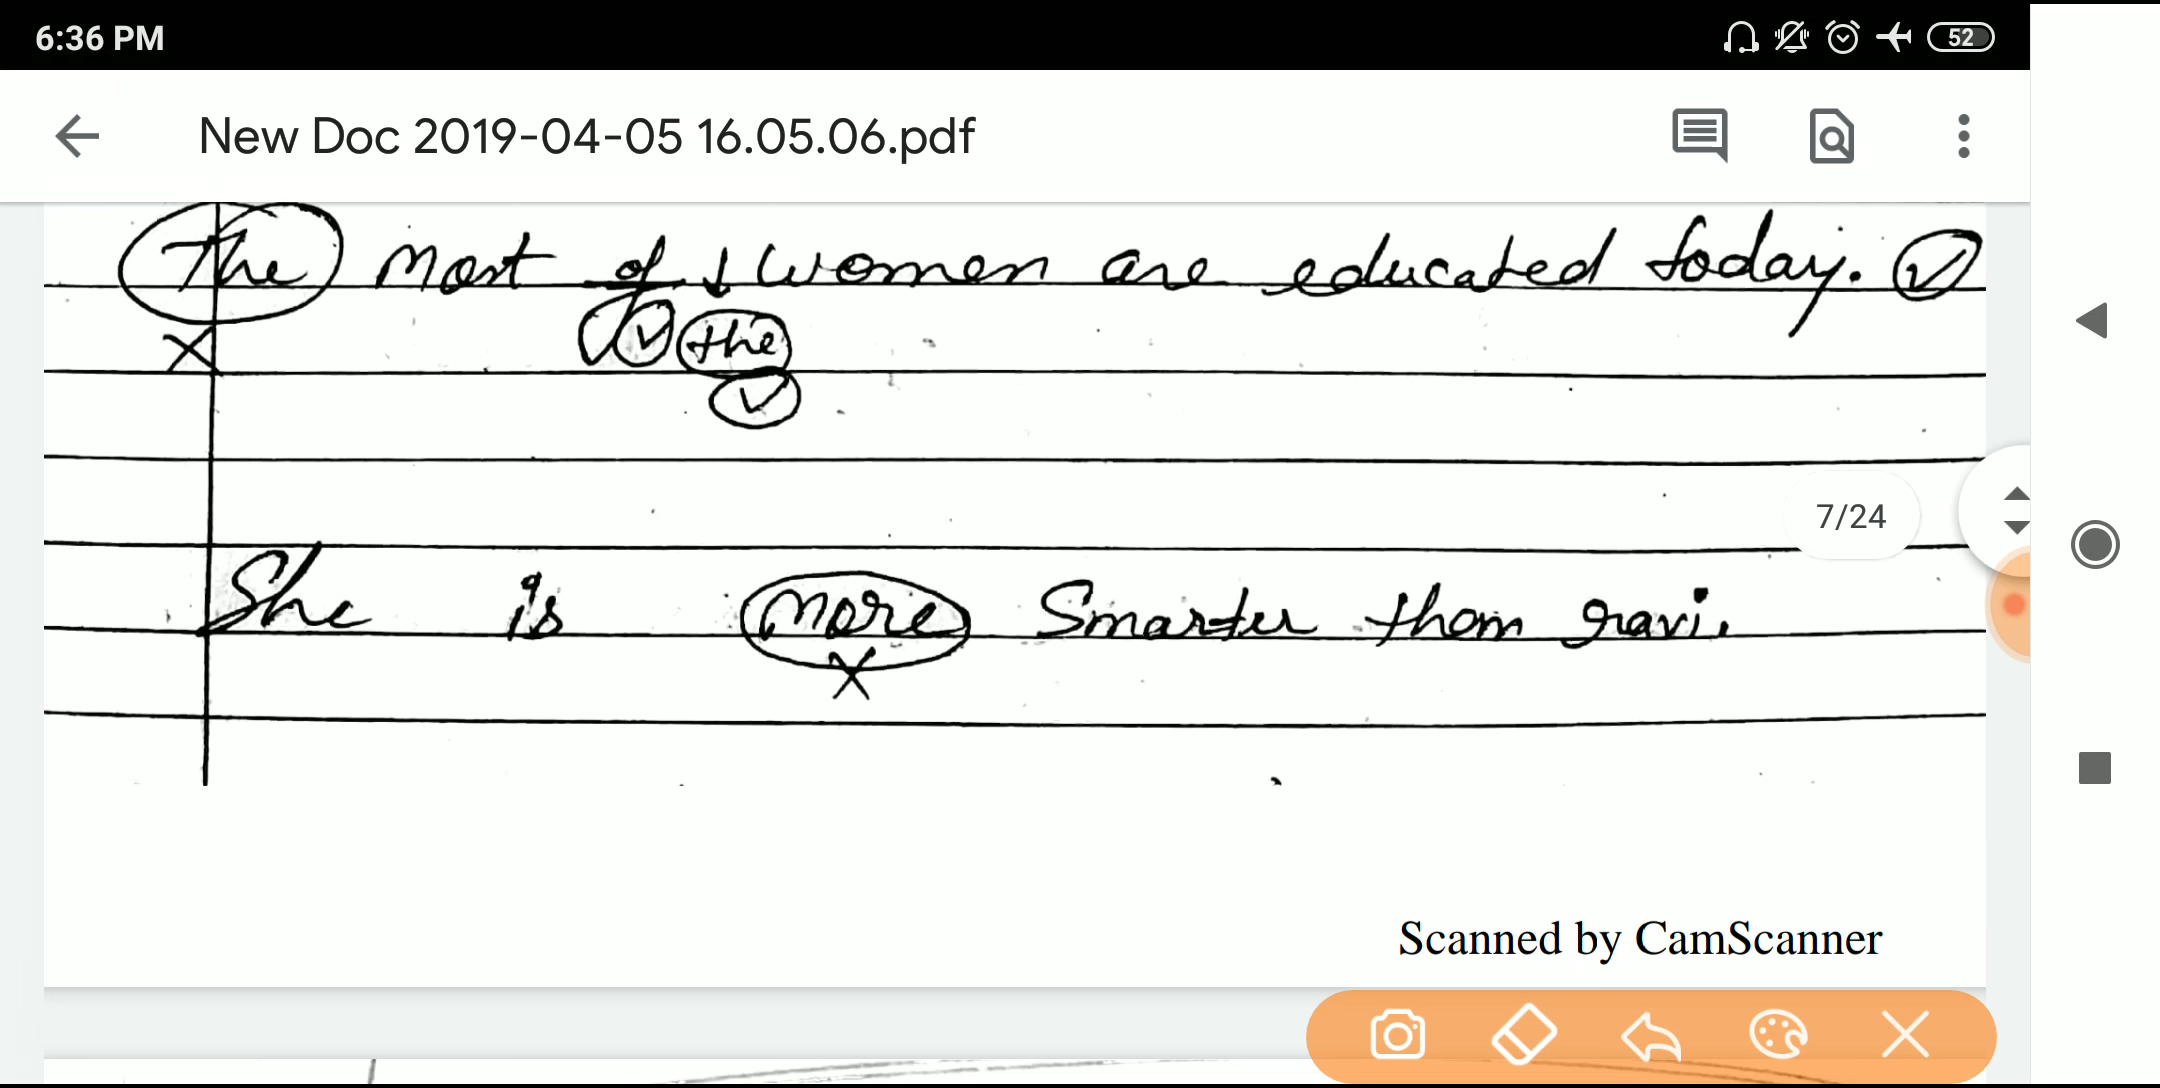 6:36 PM 52
New Doc 2019-04-05 16.05.06.pdf
The Most of women are educated today.
the
7/24
She is more Smarter than ravi.
Scanned by CamScanner